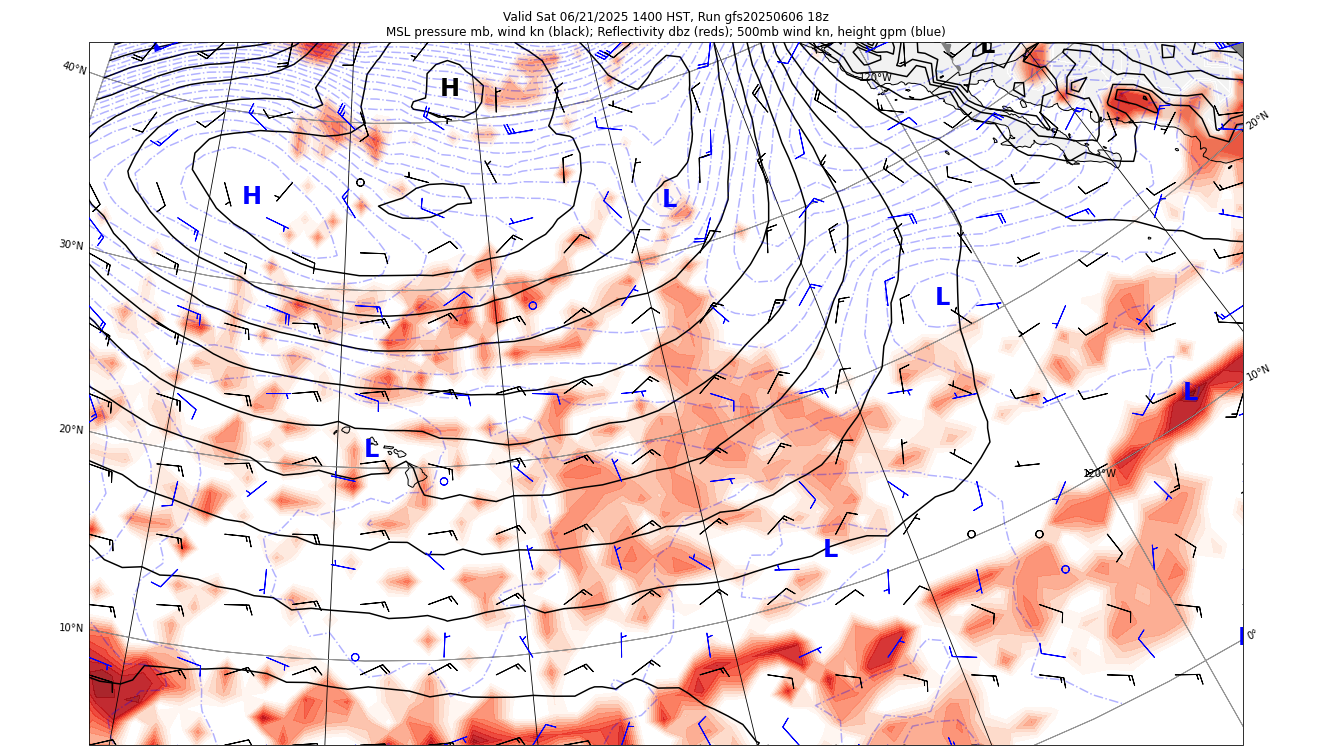 Valid Sat 06/21/2025 1400 HST, Run gfs20250606 18z
MSL pressure mb, wind kn (black); Reflectivity dbz (reds); 500mb wind kn, height gpm (blue)
L
40°N
120°W
H
20°N
H
L
30°N
L
10°N
L
20°N
L
120°W
L
10°N
0°